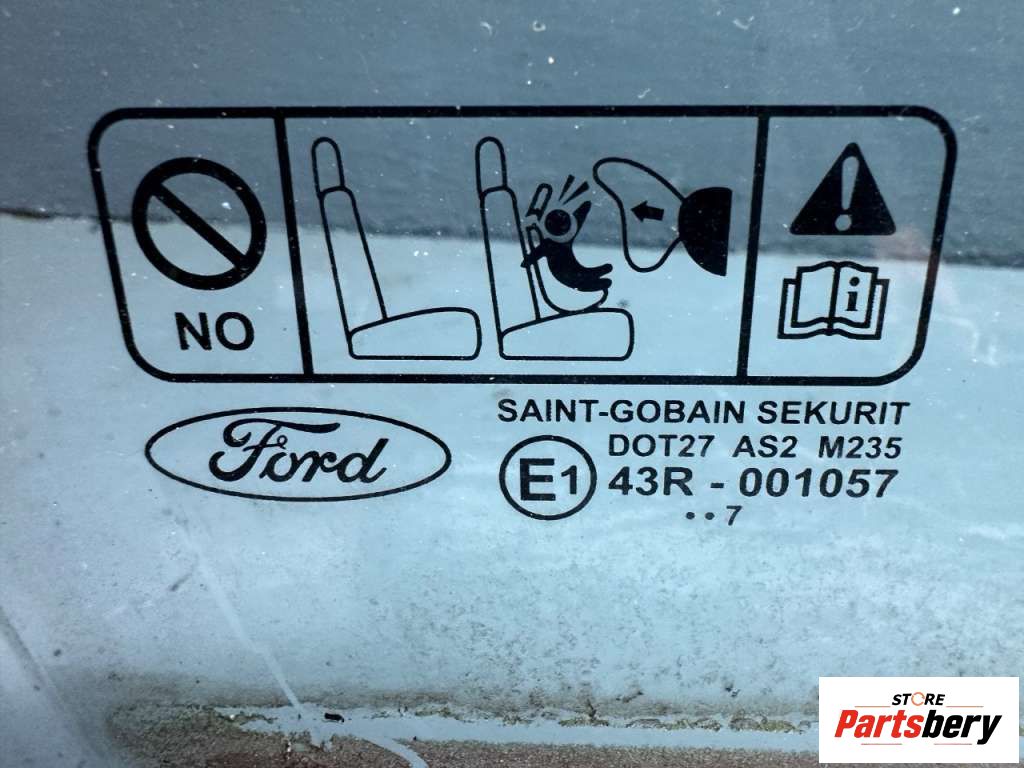 NO
i
Ford
SAINT-GOBAIN SEKURIT
DOT27 AS2 M235
E1 43R - 001057
• • 7
STORE
Partsbery